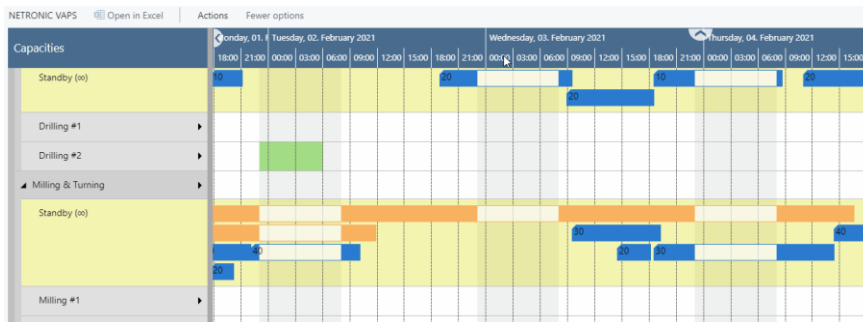 NETRONIC VAPS Open in Excel Actions Fewer options
Capacities
onday, 01. F Tuesday, 02. February 2021 Wednesday, 03. February 2021 Thursday, 04. February 2021
18:00 21:00 00:00 03:00 06:00 09:00 12:00 15:00 18:00 21:00 00:00 03:00 06:00 09:00 12:00 15:00 18:00 21:00 00:00 03:00 06:00 09:00 12:00 15:00
Standby (∞) 10 20 10 20
20
Drilling #1
Drilling #2
Milling & Turning
Standby (∞)
30 40
40 20 30
20
Milling #1